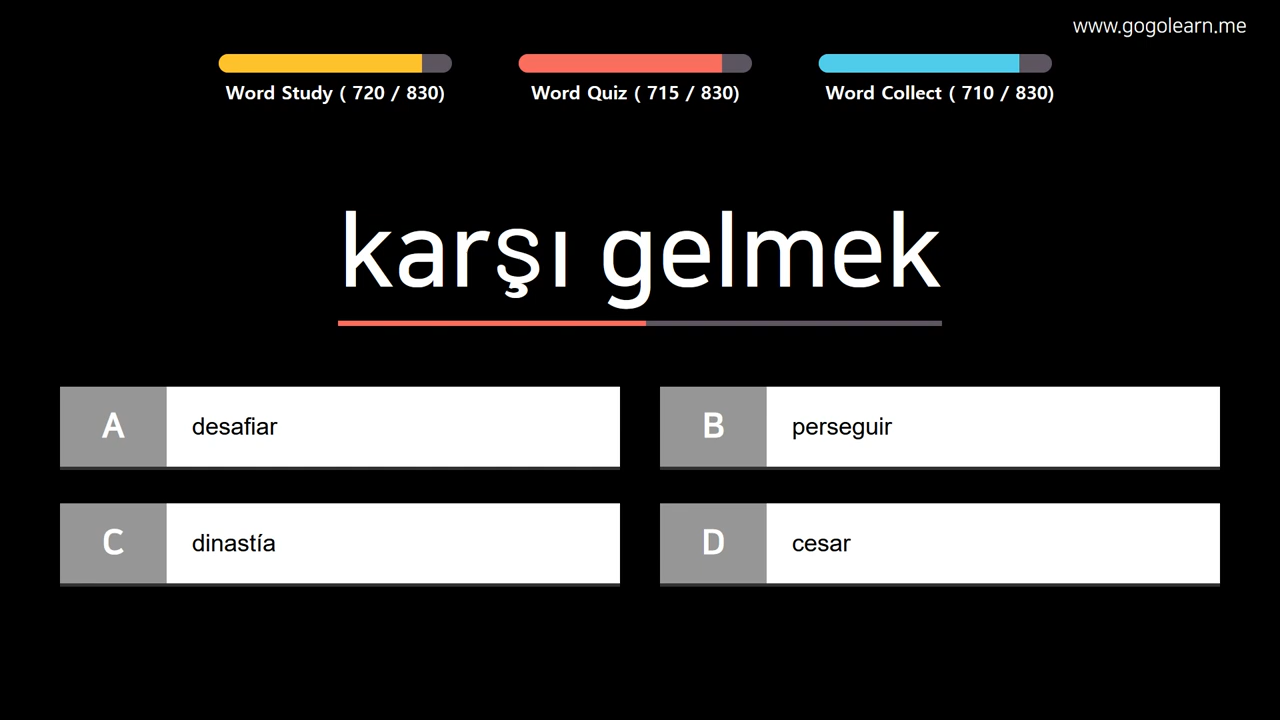 www.gogolearn.me
Word Study ( 720 / 830)
Word Quiz ( 715 / 830)
Word Collect ( 710 / 830)
karşı gelmek
A desafiar
B perseguir
C dinastía
D cesar